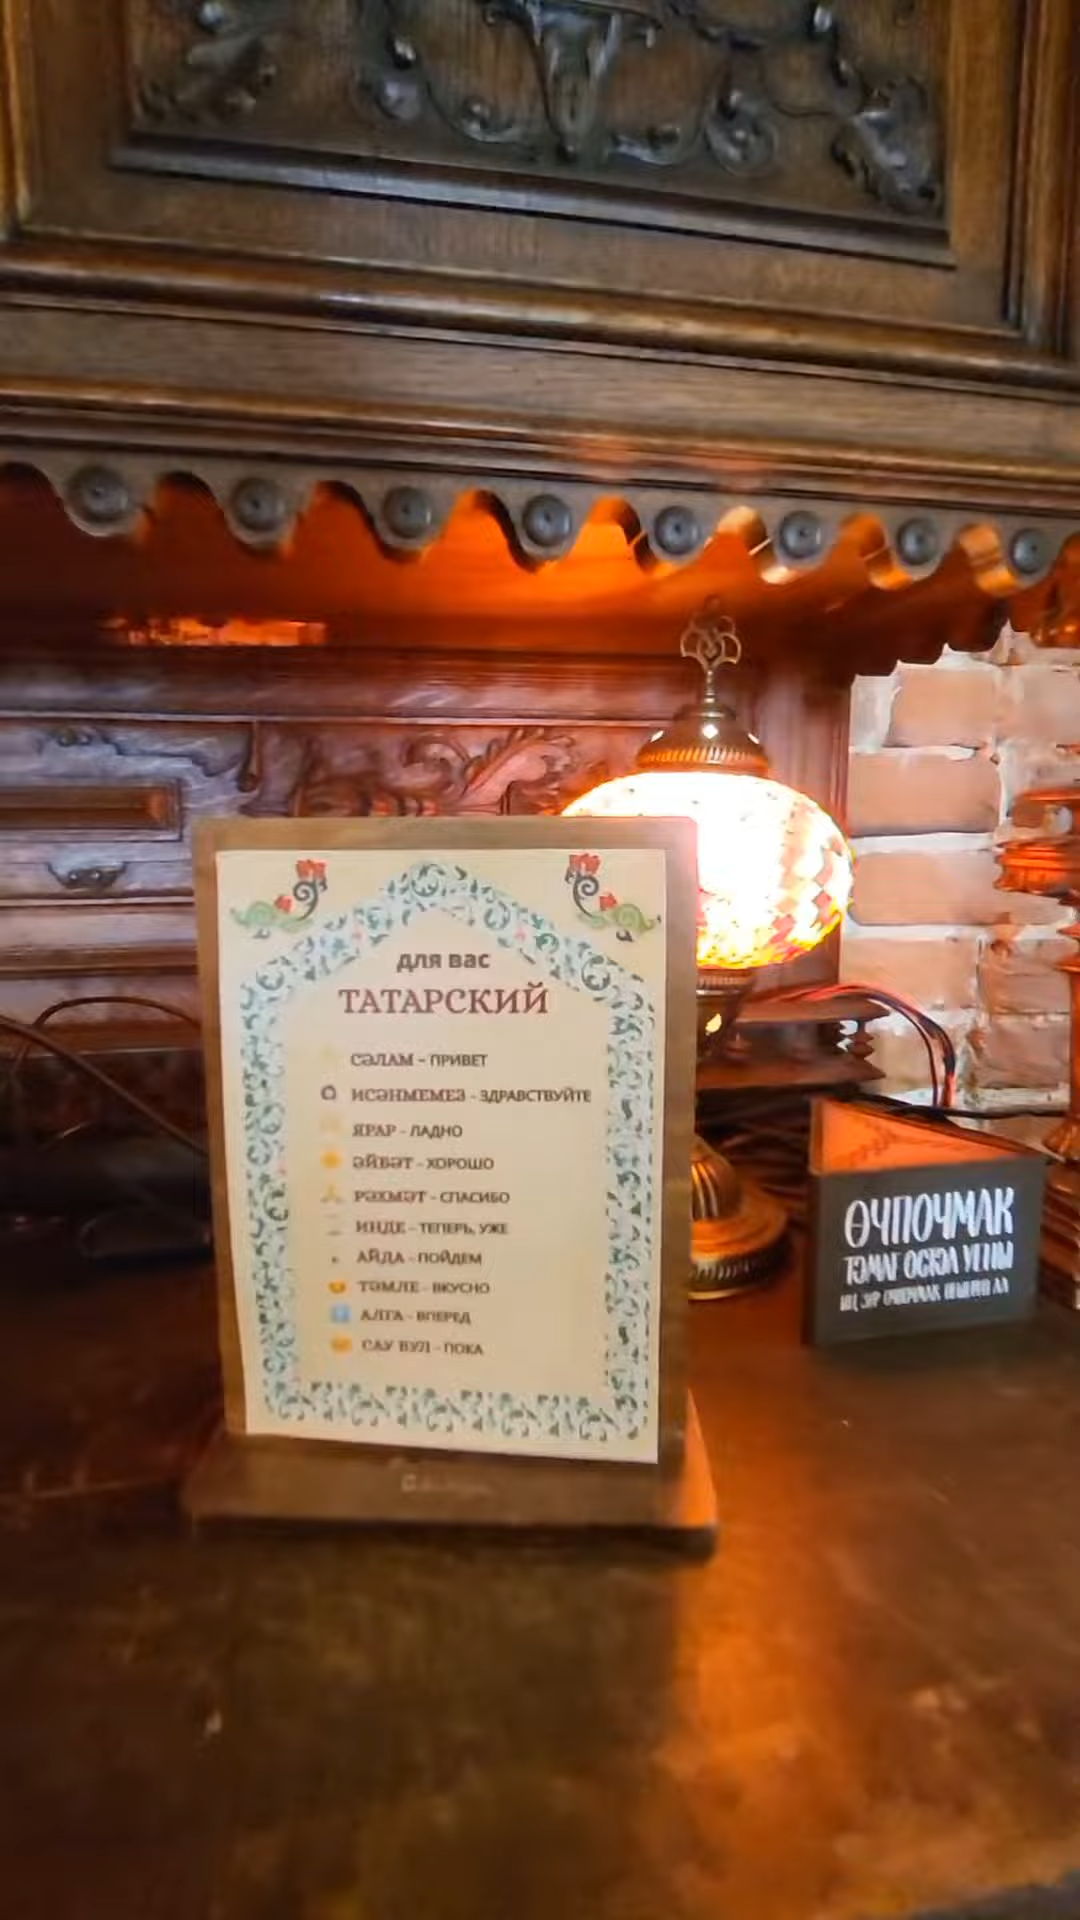 для вас
ТАТАРСКИЙ
СӘЛАМ - ПРИВЕТ
ИСӘНМЕМЕЗ - ЗДРАВСТВУЙТЕ
ЯРАР - ЛАДНО
ӘЙБӘТ - ХОРОШО
РӘХМӘТ - СПАСИБО
ИНДЕ - ТЕПЕРЬ, УЖЕ
АЙДА - ПОЙДЕМ
ТӘМЛЕ - ВКУСНО
АЛГА - ВПЕРЕД
САУ БУЛ - ПОКА
ӨЧПОЧМАК